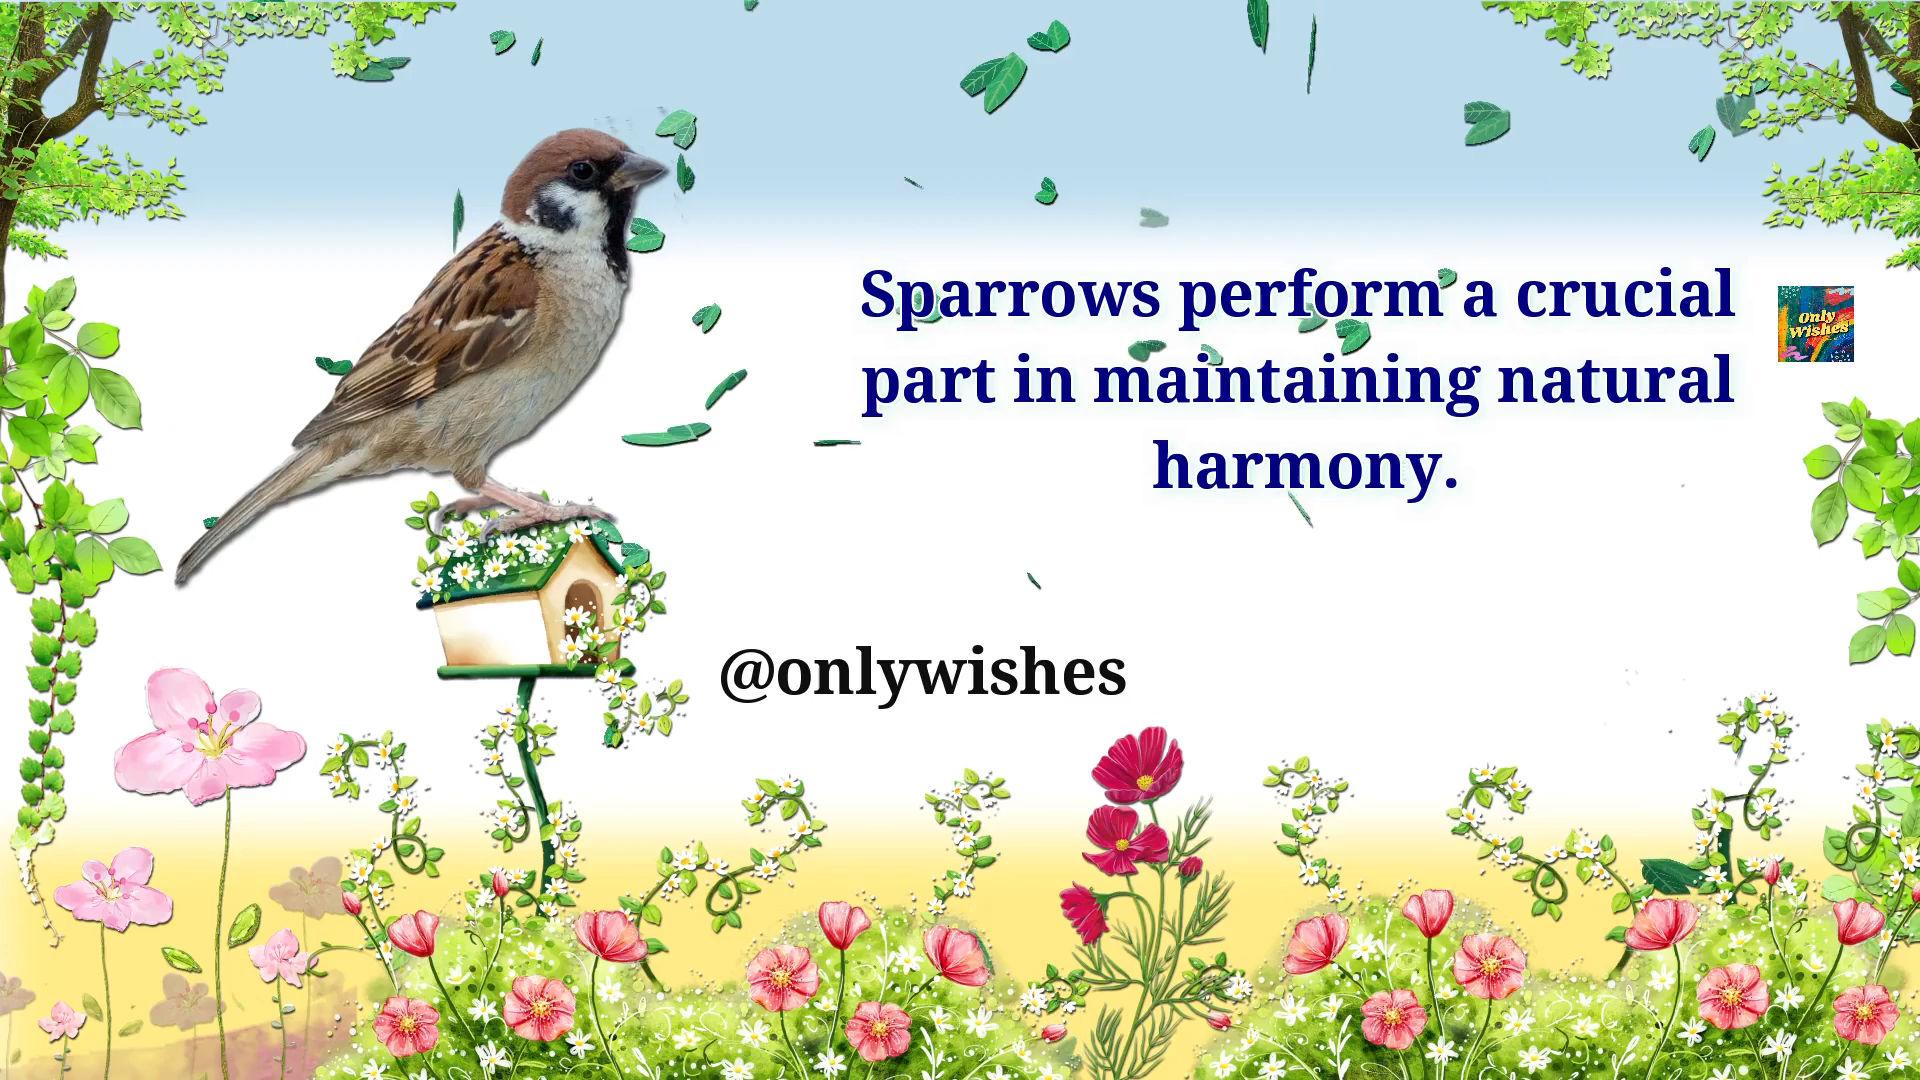 Sparrows perform a crucial
part in maintaining natural
harmony.
Only
Wishes
@onlywishes